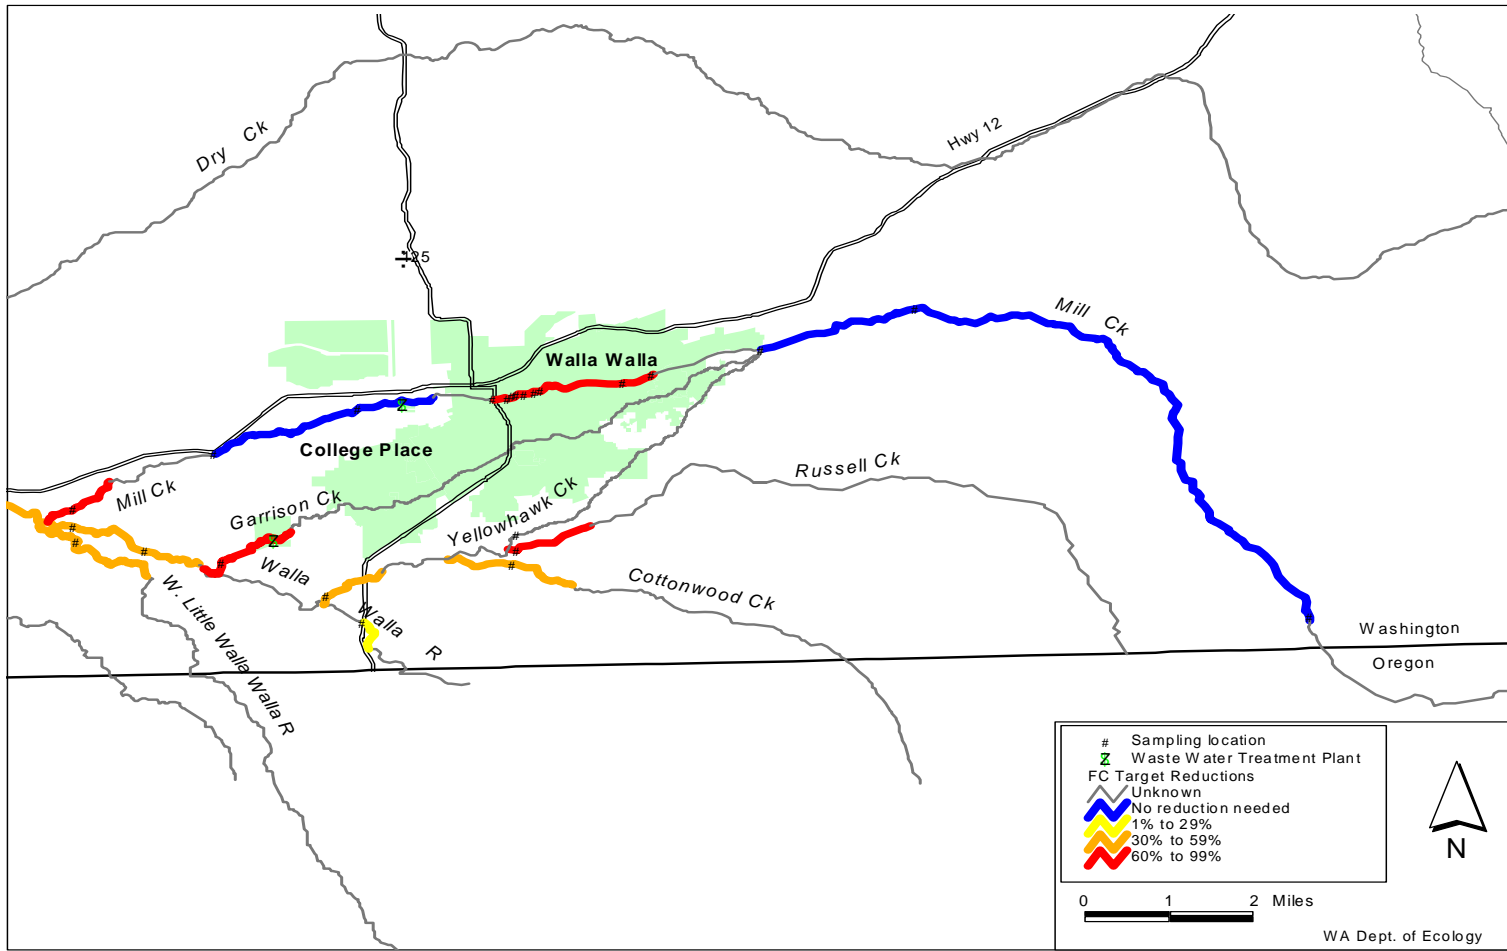 Dry Ck
Hwy 12
125
Mill Ck
Walla Walla
College Place
Russell Ck
Mill Ck
Garrison Ck
Yellowhawk Ck
Walla
Walla
R
Cottonwood Ck
W. Little Walla Walla R
Washington
Oregon
# Sampling location
Waste Water Treatment Plant
FC Target Reductions
Unknown
No reduction needed
1% to 29%
30% to 59%
60% to 99%
N
0 1 2 Miles
WA Dept. of Ecology